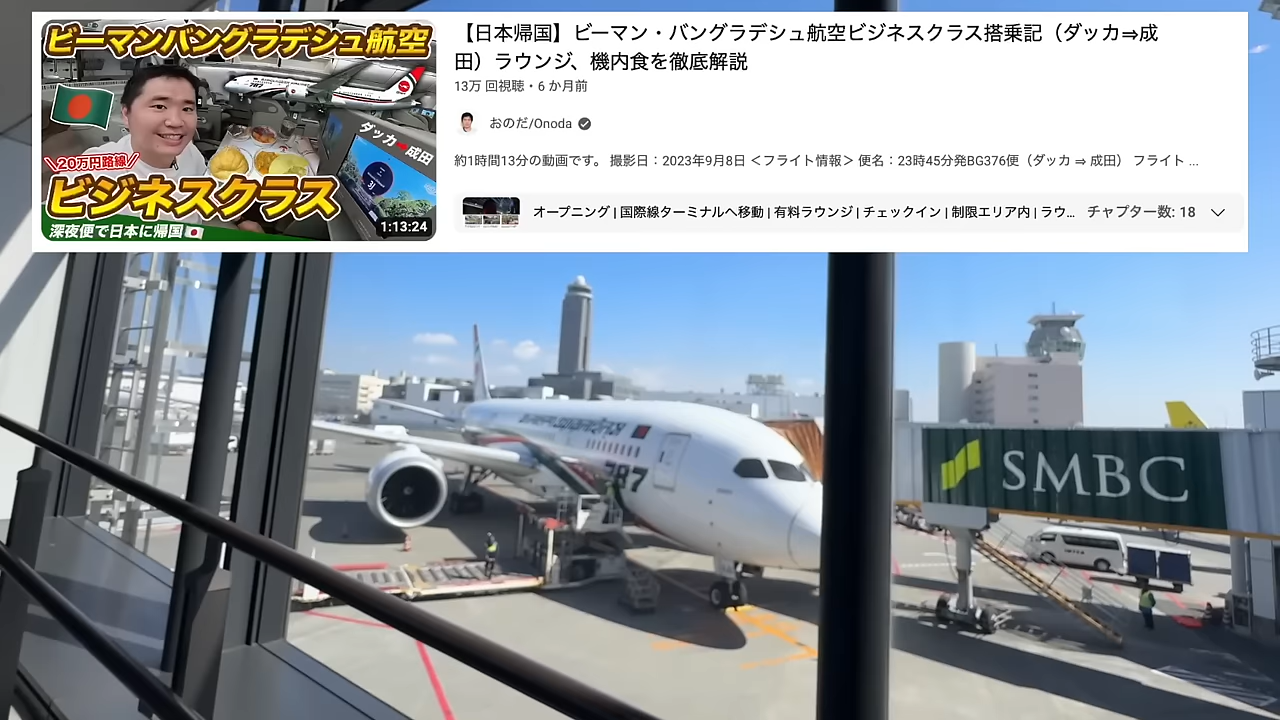 ビーマンバングラデシュ航空
787
ダッカ➡成田
\20万円路線/
ビジネスクラス
深夜便で日本に帰国
1:13:24
【日本帰国】ビーマン・バングラデシュ航空ビジネスクラス搭乗記（ダッカ⇒成
田）ラウンジ、機内食を徹底解説
13万 回視聴・6 か月前
おのだ/Onoda
約1時間13分の動画です。 撮影日：2023年9月8日 ＜フライト情報＞ 便名：23時45分発BG376便（ダッカ ⇒ 成田） フライト ...
オープニング | 国際線ターミナルへ移動 | 有料ラウンジ | チェックイン | 制限エリア内 | ラウ... チャプター数 18
787
SMBC